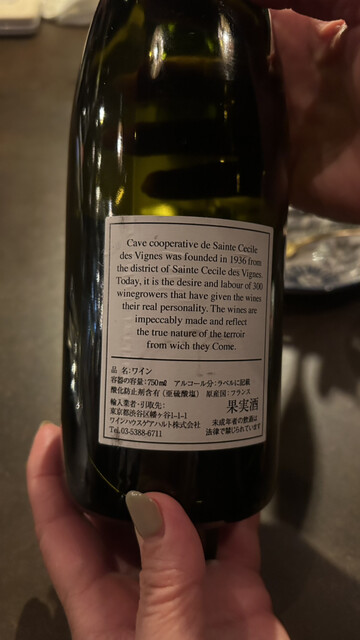 Cave cooperative de Sainte Cecile
des Vignes was founded in 1936 from
the district of Sainte Cecile des Vignes.
Today, it is the desire and labour of 300
winegrowers that have given the wines
their real personality. The wines are
impeccably made and reflect
the true nature of the terroir
from wich they Come.
品 名:ワイン
容器の容量:750mℓ アルコール分:ラベルに記載
酸化防止剤含有(亜硫酸塩) 原産国:フランス
輸入業者・引取先:
東京都渋谷区幡ヶ谷1-1-1
ワインハウスゲアハルト株式会社
Tel.03-5388-6711
果実酒
未成年者の飲酒は
法律で禁じられています